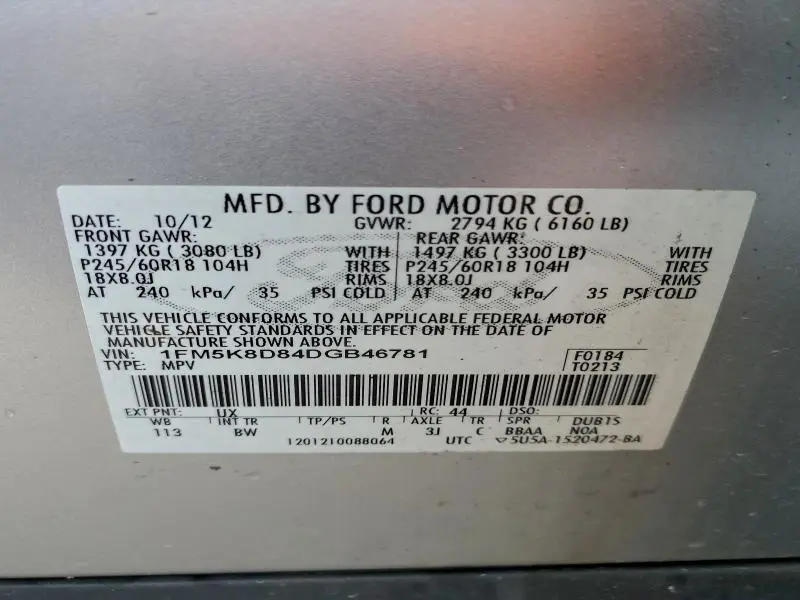 MFD. BY FORD MOTOR CO.
DATE: 10/12 GVWR: 2794 KG ( 6160 LB)
FRONT GAWR: REAR GAWR:
1397 KG ( 3080 LB) WITH 1497 KG ( 3300 LB) WITH
P245/60R18 104H TIRES P245/60R18 104H TIRES
18X8.0J RIMS 18X8.0J RIMS
AT 240 kPa/ 35 PSI COLD AT 240 kPa/ 35 PSI COLD
THIS VEHICLE CONFORMS TO ALL APPLICABLE FEDERAL MOTOR
VEHICLE SAFETY STANDARDS IN EFFECT ON THE DATE OF
MANUFACTURE SHOWN ABOVE.
VIN: 1FM5K8D84DGB46781 F0184
TYPE: MPV T0213
EXT PNT: UX RC: 44 DSO:
WB INT TR TP/PS R AXLE TR SPR DUB1S
113 BW M 3J C BBAA N0A
1201210088064 UTC ▽5U5A-1520472-BA